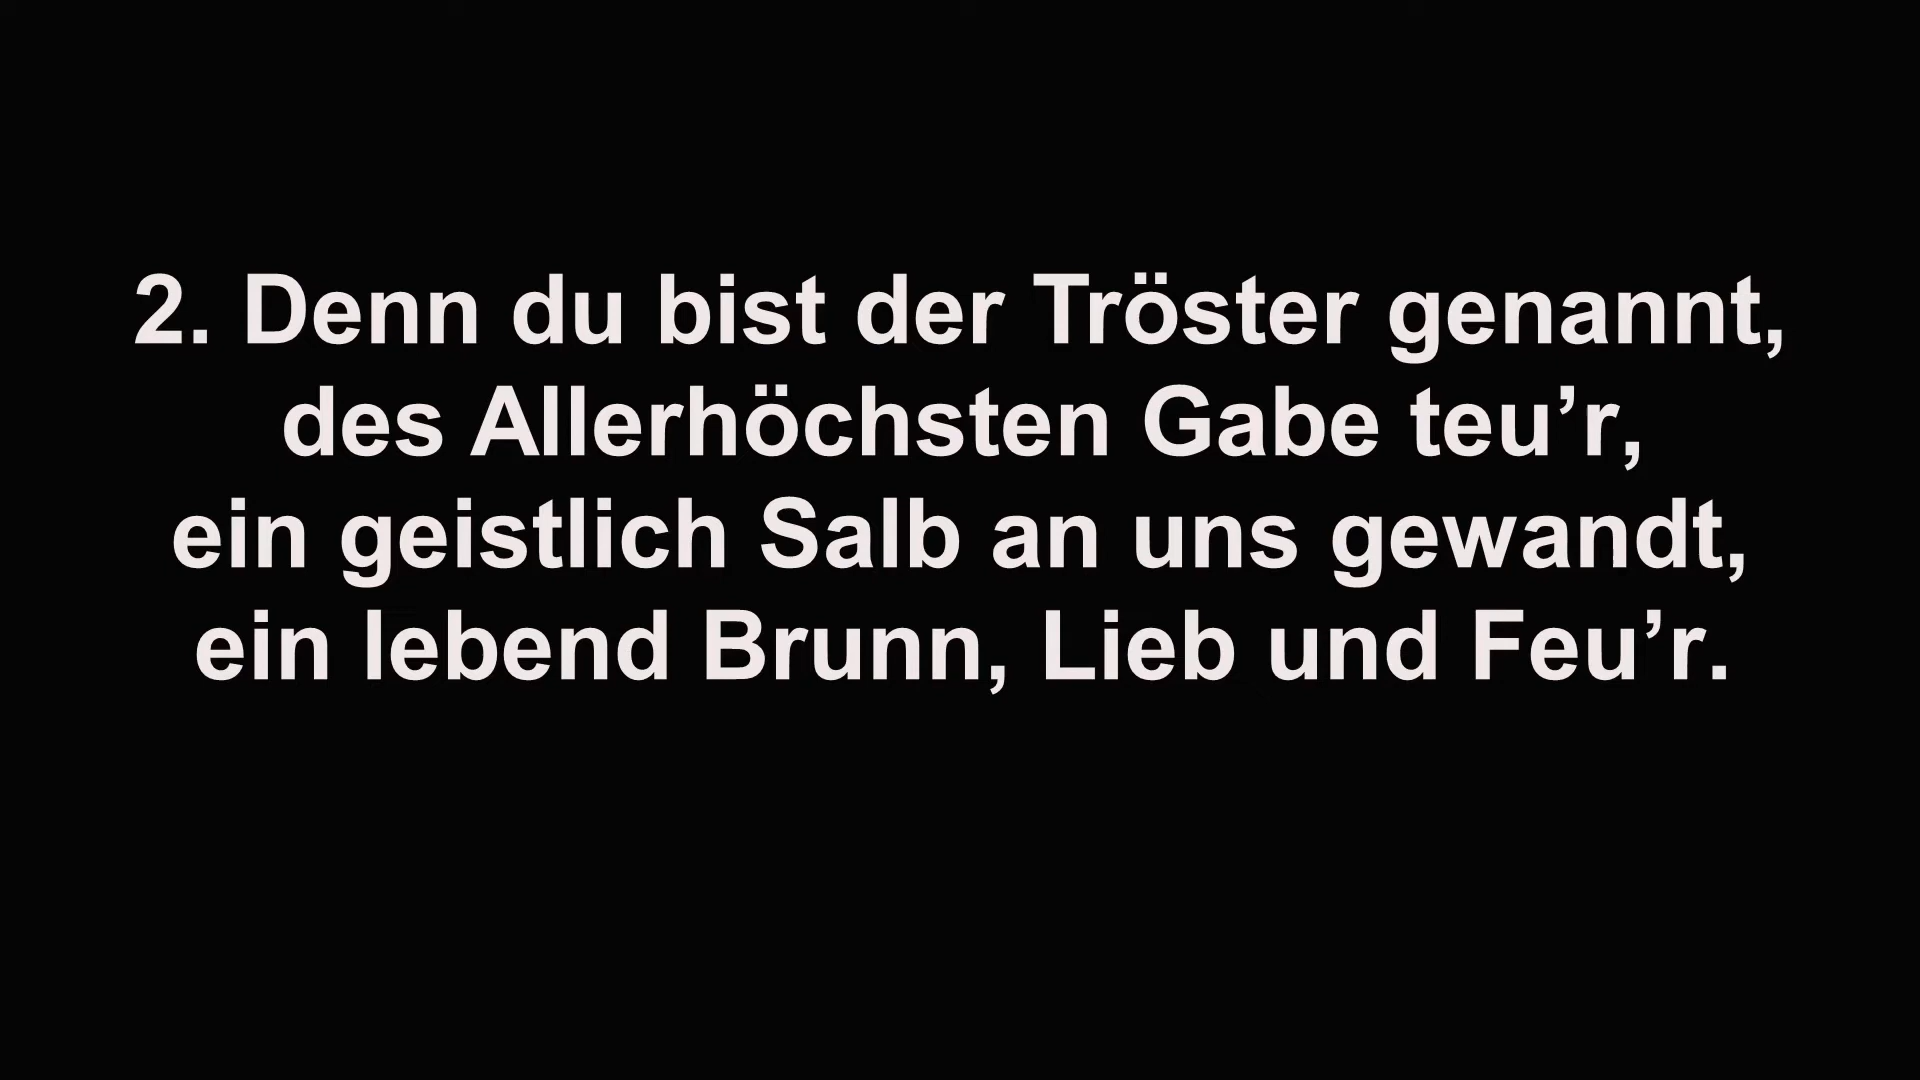 2. Denn du bist der Tröster genannt,
des Allerhöchsten Gabe teu’r,
ein geistlich Salb an uns gewandt,
ein lebend Brunn, Lieb und Feu’r.